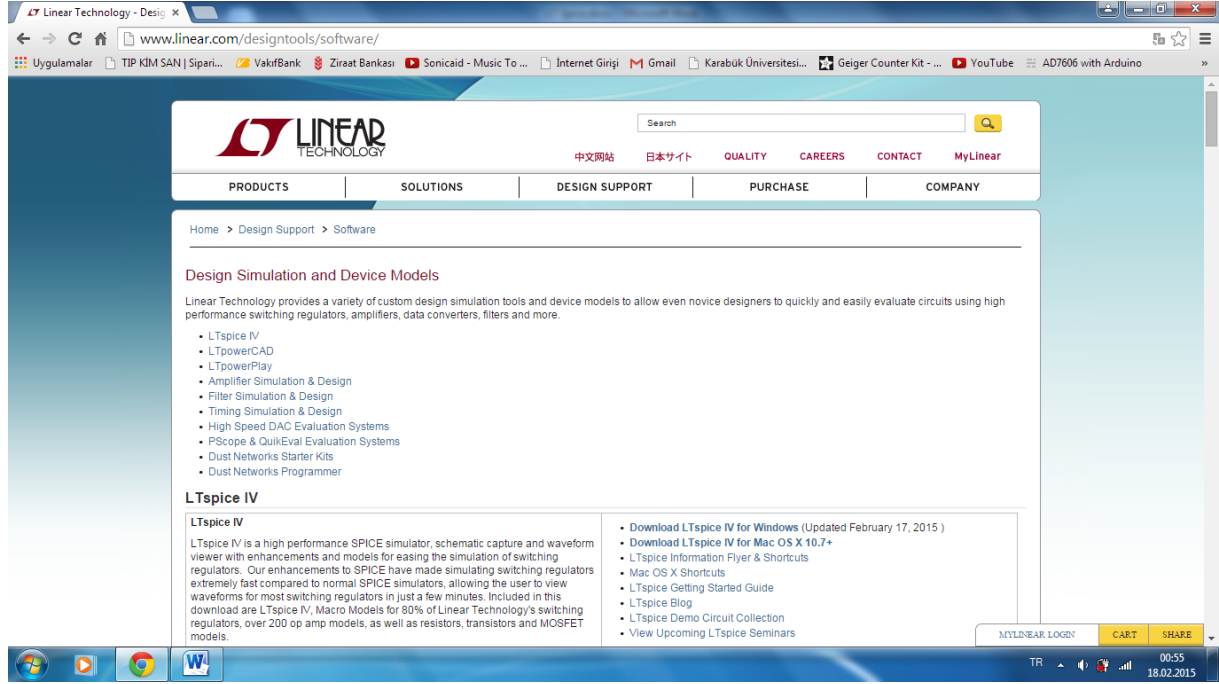 Linear Technology - Desig
www.linear.com/designtools/software/
Uygulamalar TIP KİM SAN | Sipari... VakıfBank Ziraat Bankası Sonicaid - Music To ... İnternet Girişi Gmail Karabük Üniversitesi... Geiger Counter Kit - ... YouTube AD7606 with Arduino »
LINEAR
TECHNOLOGY
Search
中文网站 日本サイト QUALITY CAREERS CONTACT MyLinear
PRODUCTS SOLUTIONS DESIGN SUPPORT PURCHASE COMPANY
Home > Design Support > Software
Design Simulation and Device Models
Linear Technology provides a variety of custom design simulation tools and device models to allow even novice designers to quickly and easily evaluate circuits using high
performance switching regulators, amplifiers, data converters, filters and more.
• LTspice IV
• LTpowerCAD
• LTpowerPlay
• Amplifier Simulation & Design
• Filter Simulation & Design
• Timing Simulation & Design
• High Speed DAC Evaluation Systems
• PScope & QuikEval Evaluation Systems
• Dust Networks Starter Kits
• Dust Networks Programmer
LTspice IV
LTspice IV
LTspice IV is a high performance SPICE simulator, schematic capture and waveform
viewer with enhancements and models for easing the simulation of switching
regulators. Our enhancements to SPICE have made simulating switching regulators
extremely fast compared to normal SPICE simulators, allowing the user to view
waveforms for most switching regulators in just a few minutes. Included in this
download are LTspice IV, Macro Models for 80% of Linear Technology's switching
regulators, over 200 op amp models, as well as resistors, transistors and MOSFET
models.
• Download LTspice IV for Windows (Updated February 17, 2015 )
• Download LTspice IV for Mac OS X 10.7+
• LTspice Information Flyer & Shortcuts
• Mac OS X Shortcuts
• LTspice Getting Started Guide
• LTspice Blog
• LTspice Demo Circuit Collection
• View Upcoming LTspice Seminars
MYLINEAR LOGIN CART SHARE
TR 00:55
18.02.2015